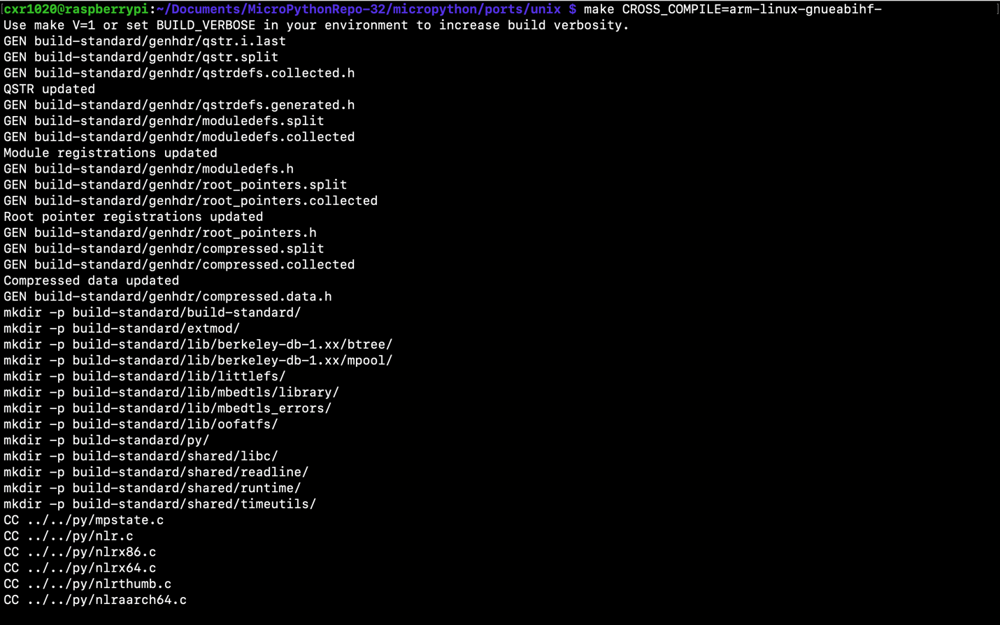 [cxr1020@raspberrypi:~/Documents/MicroPythonRepo-32/micropython/ports/unix $ make CROSS_COMPILE=arm-linux-gnueabihf- ]
Use make V=1 or set BUILD_VERBOSE in your environment to increase build verbosity.
GEN build-standard/genhdr/qstr.i.last
GEN build-standard/genhdr/qstr.split
GEN build-standard/genhdr/qstrdefs.collected.h
QSTR updated
GEN build-standard/genhdr/qstrdefs.generated.h
GEN build-standard/genhdr/moduledefs.split
GEN build-standard/genhdr/moduledefs.collected
Module registrations updated
GEN build-standard/genhdr/moduledefs.h
GEN build-standard/genhdr/root_pointers.split
GEN build-standard/genhdr/root_pointers.collected
Root pointer registrations updated
GEN build-standard/genhdr/root_pointers.h
GEN build-standard/genhdr/compressed.split
GEN build-standard/genhdr/compressed.collected
Compressed data updated
GEN build-standard/genhdr/compressed.data.h
mkdir -p build-standard/build-standard/
mkdir -p build-standard/extmod/
mkdir -p build-standard/lib/berkeley-db-1.xx/btree/
mkdir -p build-standard/lib/berkeley-db-1.xx/mpool/
mkdir -p build-standard/lib/littlefs/
mkdir -p build-standard/lib/mbedtls/library/
mkdir -p build-standard/lib/mbedtls_errors/
mkdir -p build-standard/lib/oofatfs/
mkdir -p build-standard/py/
mkdir -p build-standard/shared/libc/
mkdir -p build-standard/shared/readline/
mkdir -p build-standard/shared/runtime/
mkdir -p build-standard/shared/timeutils/
CC ../../py/mpstate.c
CC ../../py/nlr.c
CC ../../py/nlrx86.c
CC ../../py/nlrx64.c
CC ../../py/nlrthumb.c
CC ../../py/nlraarch64.c